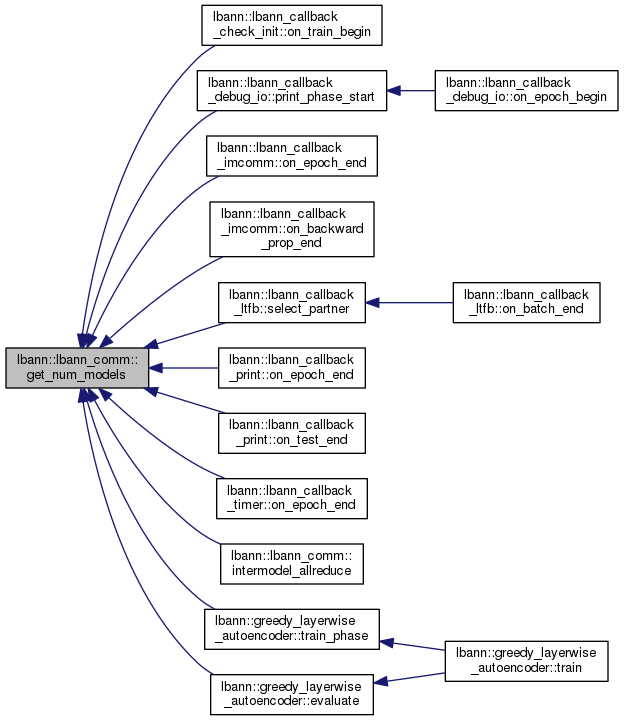 lbann::lbann_callback
_check_init::on_train_begin
lbann::lbann_callback
_debug_io::print_phase_start
lbann::lbann_callback
_debug_io::on_epoch_begin
lbann::lbann_callback
_imcomm::on_epoch_end
lbann::lbann_callback
_imcomm::on_backward
_prop_end
lbann::lbann_callback
_ltfb::select_partner
lbann::lbann_callback
_ltfb::on_batch_end
lbann::lbann_comm::
get_num_models
lbann::lbann_callback
_print::on_epoch_end
lbann::lbann_callback
_print::on_test_end
lbann::lbann_callback
_timer::on_epoch_end
lbann::lbann_comm::
intermodel_allreduce
lbann::greedy_layerwise
_autoencoder::train_phase
lbann::greedy_layerwise
_autoencoder::train
lbann::greedy_layerwise
_autoencoder::evaluate